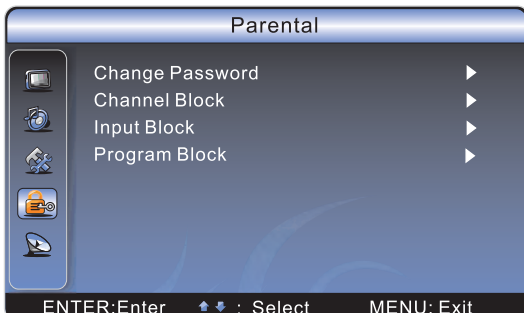 Parental
Change Password
Channel Block
Input Block
Program Block
ENTER:Enter : Select MENU: Exit